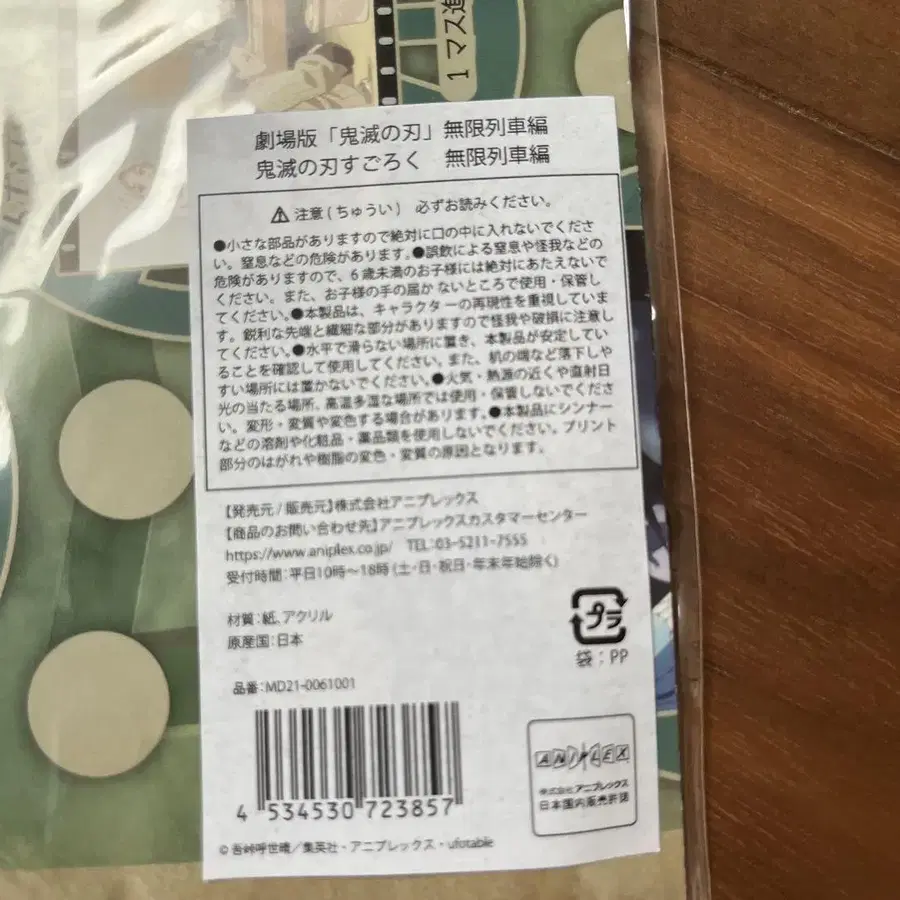 1 マス進
劇場版「鬼滅の刃」無限列車編
鬼滅の刃すごろく 無限列車編
⚠ 注意(ちゅうい) 必ずお読みください。
●小さな部品がありますので絶対に口の中に入れないでくださ
い。窒息などの危険があります。●誤飲による窒息や怪我などの
危険がありますので、6歳未満のお子様には絶対にあたえないで
ください。また、お子様の手の届か ないところで使用・保管し
てください。●本製品は、キャラクターの再現性を重視していま
す。鋭利な先端と繊細な部分がありますので怪我や破損に注意し
てください。●水平で滑らない場所に置き、本製品が安定してい
ることを確認して使用してください。また、机の端など落下しや
すい場所には置かないでください。●火気・熱源の近くや直射日
光の当たる場所、高温多湿な場所では使用・保管しないでくださ
い。変形・変質や変色する場合があります。●本製品にシンナー
などの溶剤や化粧品・薬品類を使用しないでください。プリント
部分のはがれや樹脂の変色・変質の原因となります。
【発売元/販売元】株式会社アニプレックス
【商品のお問い合わせ先】アニプレックスカスタマーセンター
https://www.aniplex.co.jp/ TEL:03-5211-7555
受付時間:平日10時〜18時(土・日・祝日・年末年始除く)
材質:紙、アクリル
原産国:日本
プラ
袋:PP
品番:MD21-0061001
4 534530 723857
ANIPLEX
株式会社アニプレックス
日本国内販売許諾
© 吾峠呼世晴/集英社・アニプレックス・ufotable